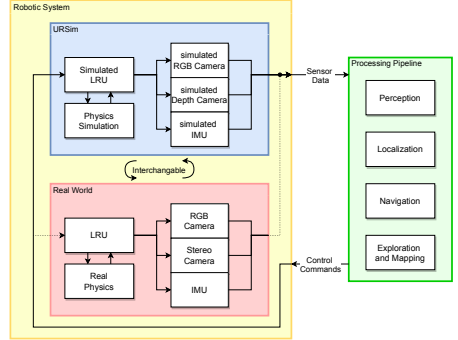 Robotic System
URSim
Simulated
LRU
Physics
Simulation
simulated
RGB Camera
simulated
Depth Camera
simulated
IMU
Interchangable
Real World
LRU
Real
Physics
RGB
Camera
Stereo
Camera
IMU
Sensor
Data
Control
Commands
Processing Pipeline
Perception
Localization
Navigation
Exploration
and Mapping